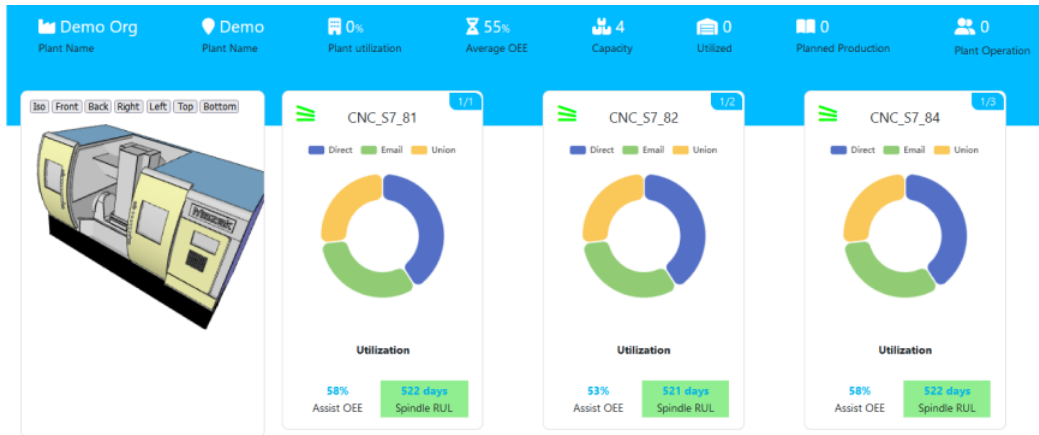 Demo Org
Plant Name
Demo
Plant Name
0%
Plant utilization
55%
Average OEE
4
Capacity
0
Utilized
0
Planned Production
0
Plant Operation
Iso Front Back Right Left Top Bottom
1/1
CNC_S7_81
Direct Email Union
Utilization
58%
Assist OEE
522 days
Spindle RUL
1/2
CNC_S7_82
Direct Email Union
Utilization
53%
Assist OEE
521 days
Spindle RUL
1/3
CNC_S7_84
Direct Email Union
Utilization
58%
Assist OEE
522 days
Spindle RUL